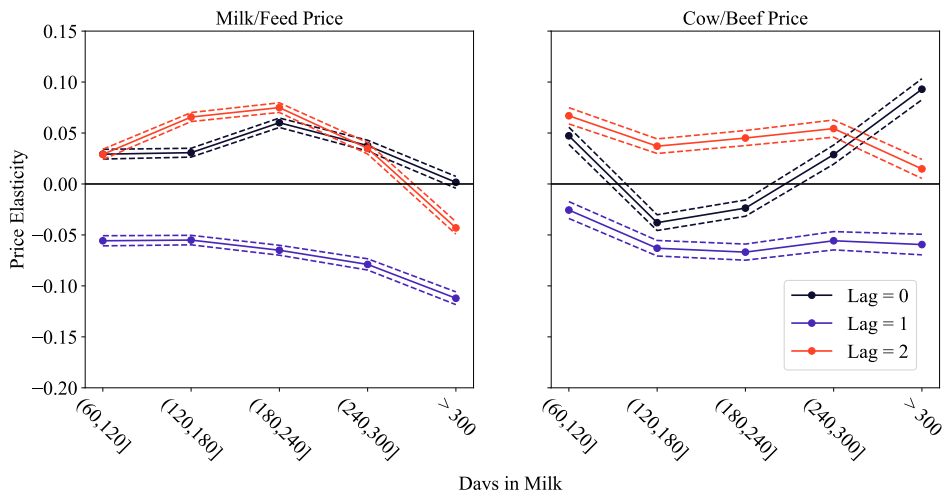 Milk/Feed Price
Cow/Beef Price
Price Elasticity
0.15
0.10
0.05
0.00
−0.05
−0.10
−0.15
−0.20
(60,120]
(120,180]
(180,240]
(240,300]
> 300
(60,120]
(120,180]
(180,240]
(240,300]
> 300
Lag = 0
Lag = 1
Lag = 2
Days in Milk